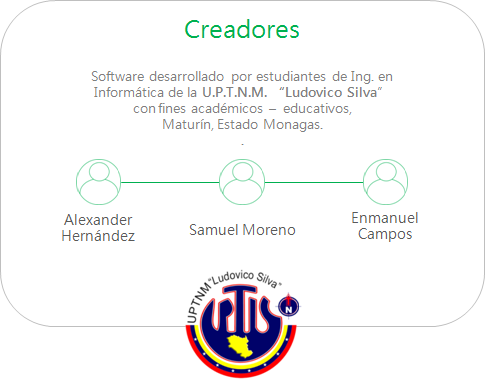 Creadores
Software desarrollado por estudiantes de Ing. en
Informática de la U.P.T.N.M. “Ludovico Silva”
con fines académicos – educativos,
Maturín, Estado Monagas.
.
Alexander
Hernández
Samuel Moreno
Enmanuel
Campos
UPTNM"Ludovico Silva"
N